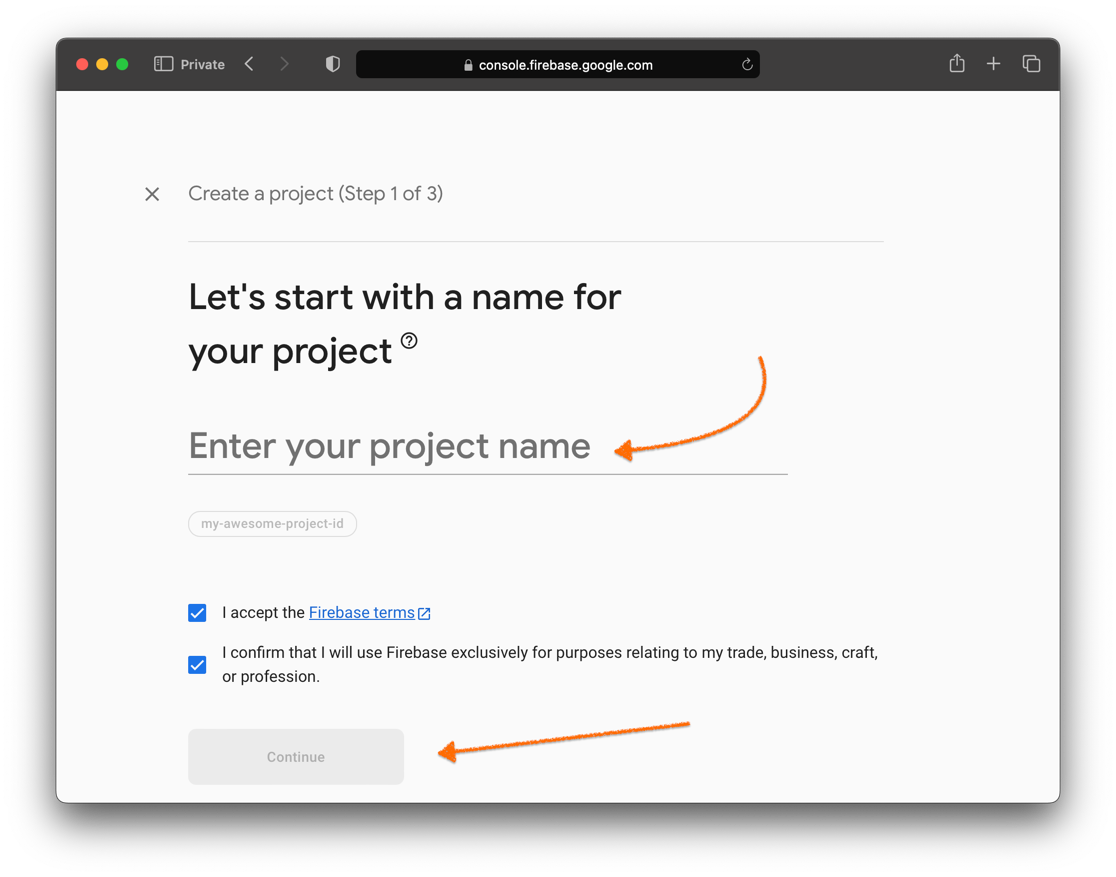 Private
console.firebase.google.com
Create a project (Step 1 of 3)
Let's start with a name for
your project
Enter your project name
my-awesome-project-id
I accept the Firebase terms
I confirm that I will use Firebase exclusively for purposes relating to my trade, business, craft,
or profession.
Continue